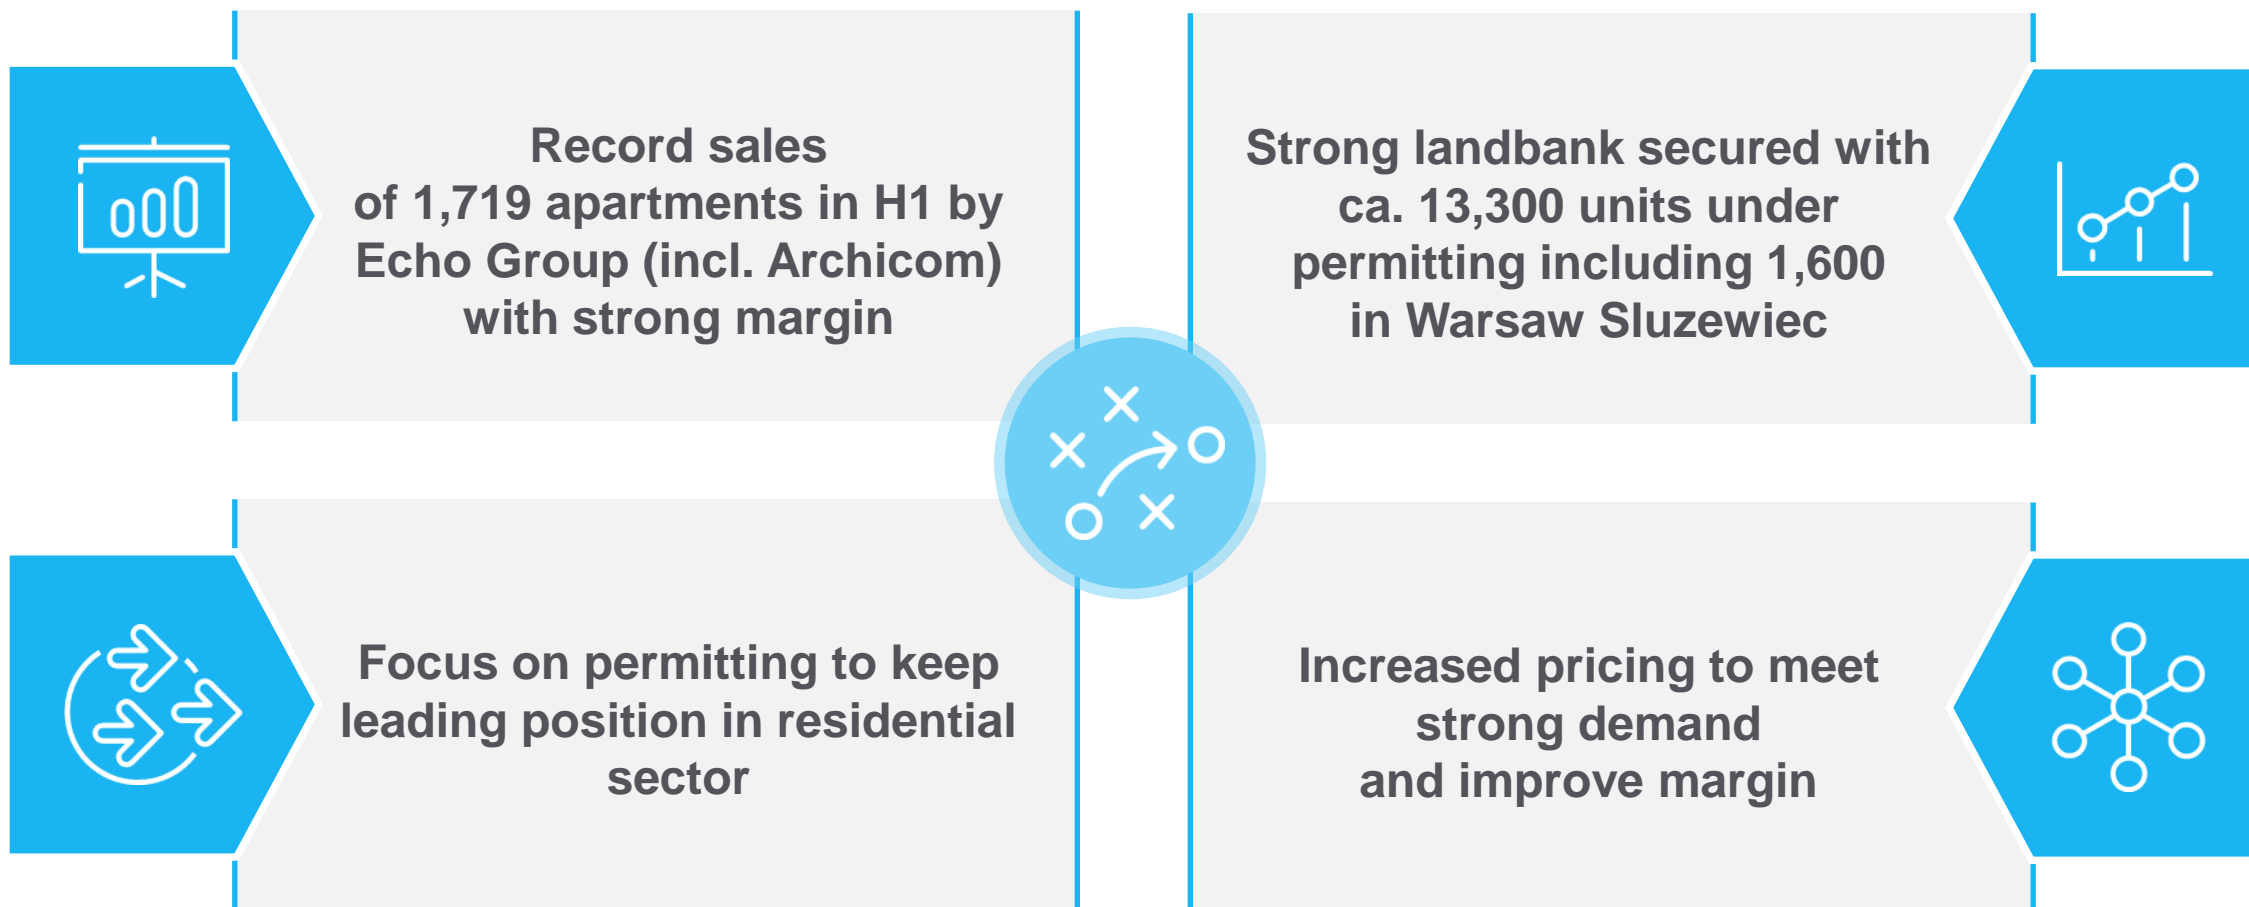 Record sales
of 1,719 apartments in H1 by
Echo Group (incl. Archicom)
with strong margin
Strong landbank secured with
ca. 13,300 units under
permitting including 1,600
in Warsaw Sluzewiec
Focus on permitting to keep
leading position in residential
sector
Increased pricing to meet
strong demand
and improve margin